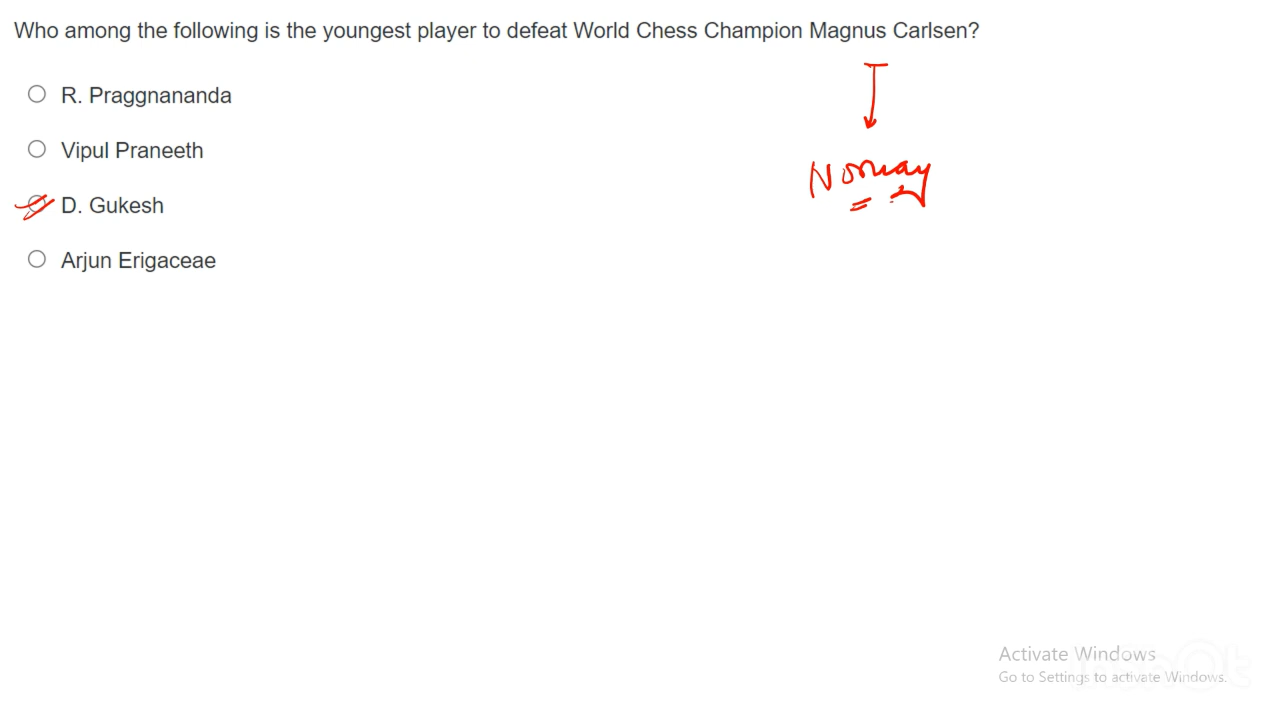 Who among the following is the youngest player to defeat World Chess Champion Magnus Carlsen?
R. Praggnananda
Vipul Praneeth
Norway
D. Gukesh
Arjun Erigaceae
Activate Windows
Go to Settings to activate Windows.